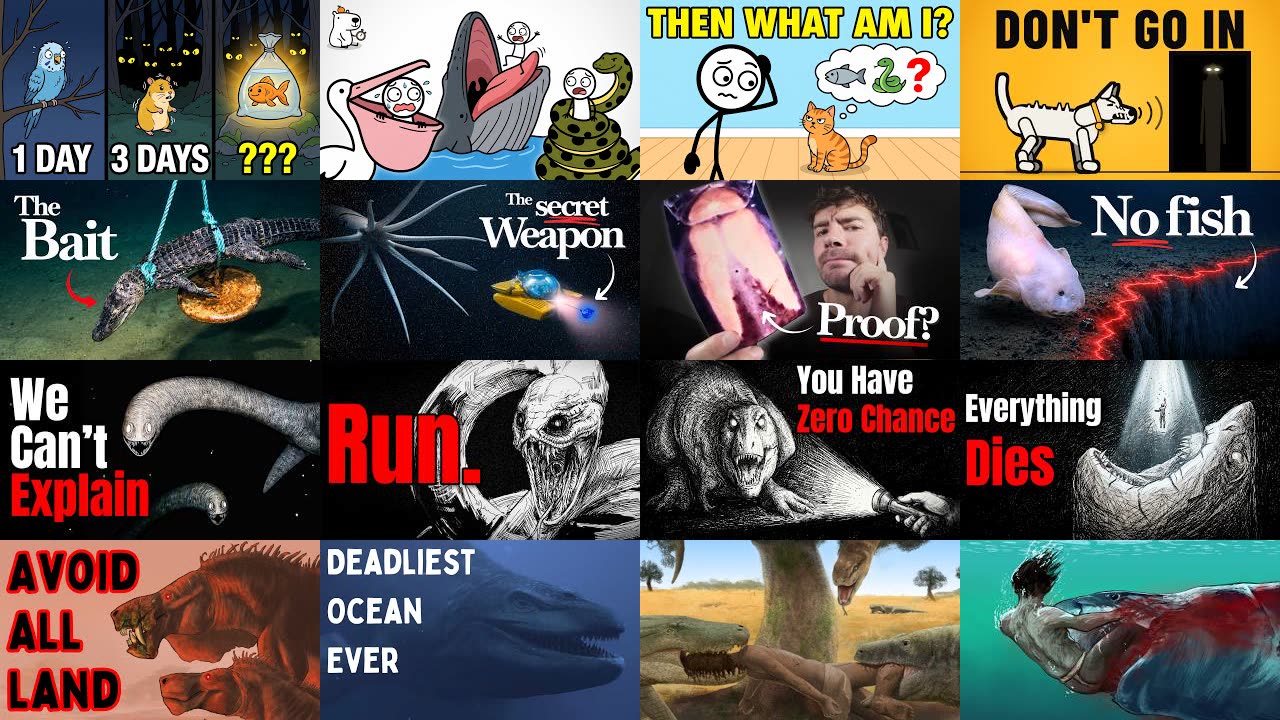 1 DAY
3 DAYS
???
THEN WHAT AM I?
?
DON'T GO IN
The
Bait
The secret
Weapon
Proof?
No fish
We
Can't
Explain
Run.
You Have
Zero Chance
Everything
Dies
AVOID
ALL
LAND
DEADLIEST
OCEAN
EVER